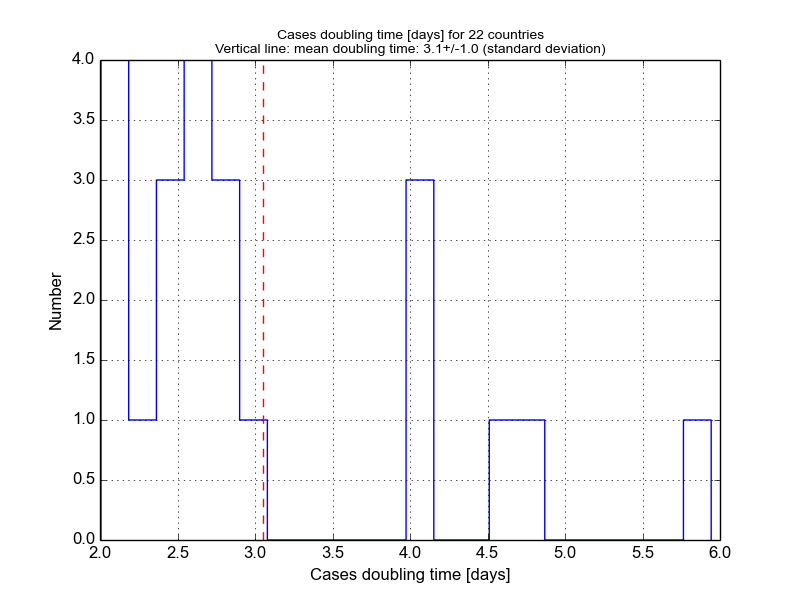 Cases doubling time [days] for 22 countries
Vertical line: mean doubling time: 3.1+/-1.0 (standard deviation)
4.0
3.5
3.0
2.5
2.0
1.5
1.0
0.5
0.0
Number
2.0 2.5 3.0 3.5 4.0 4.5 5.0 5.5 6.0
Cases doubling time [days]